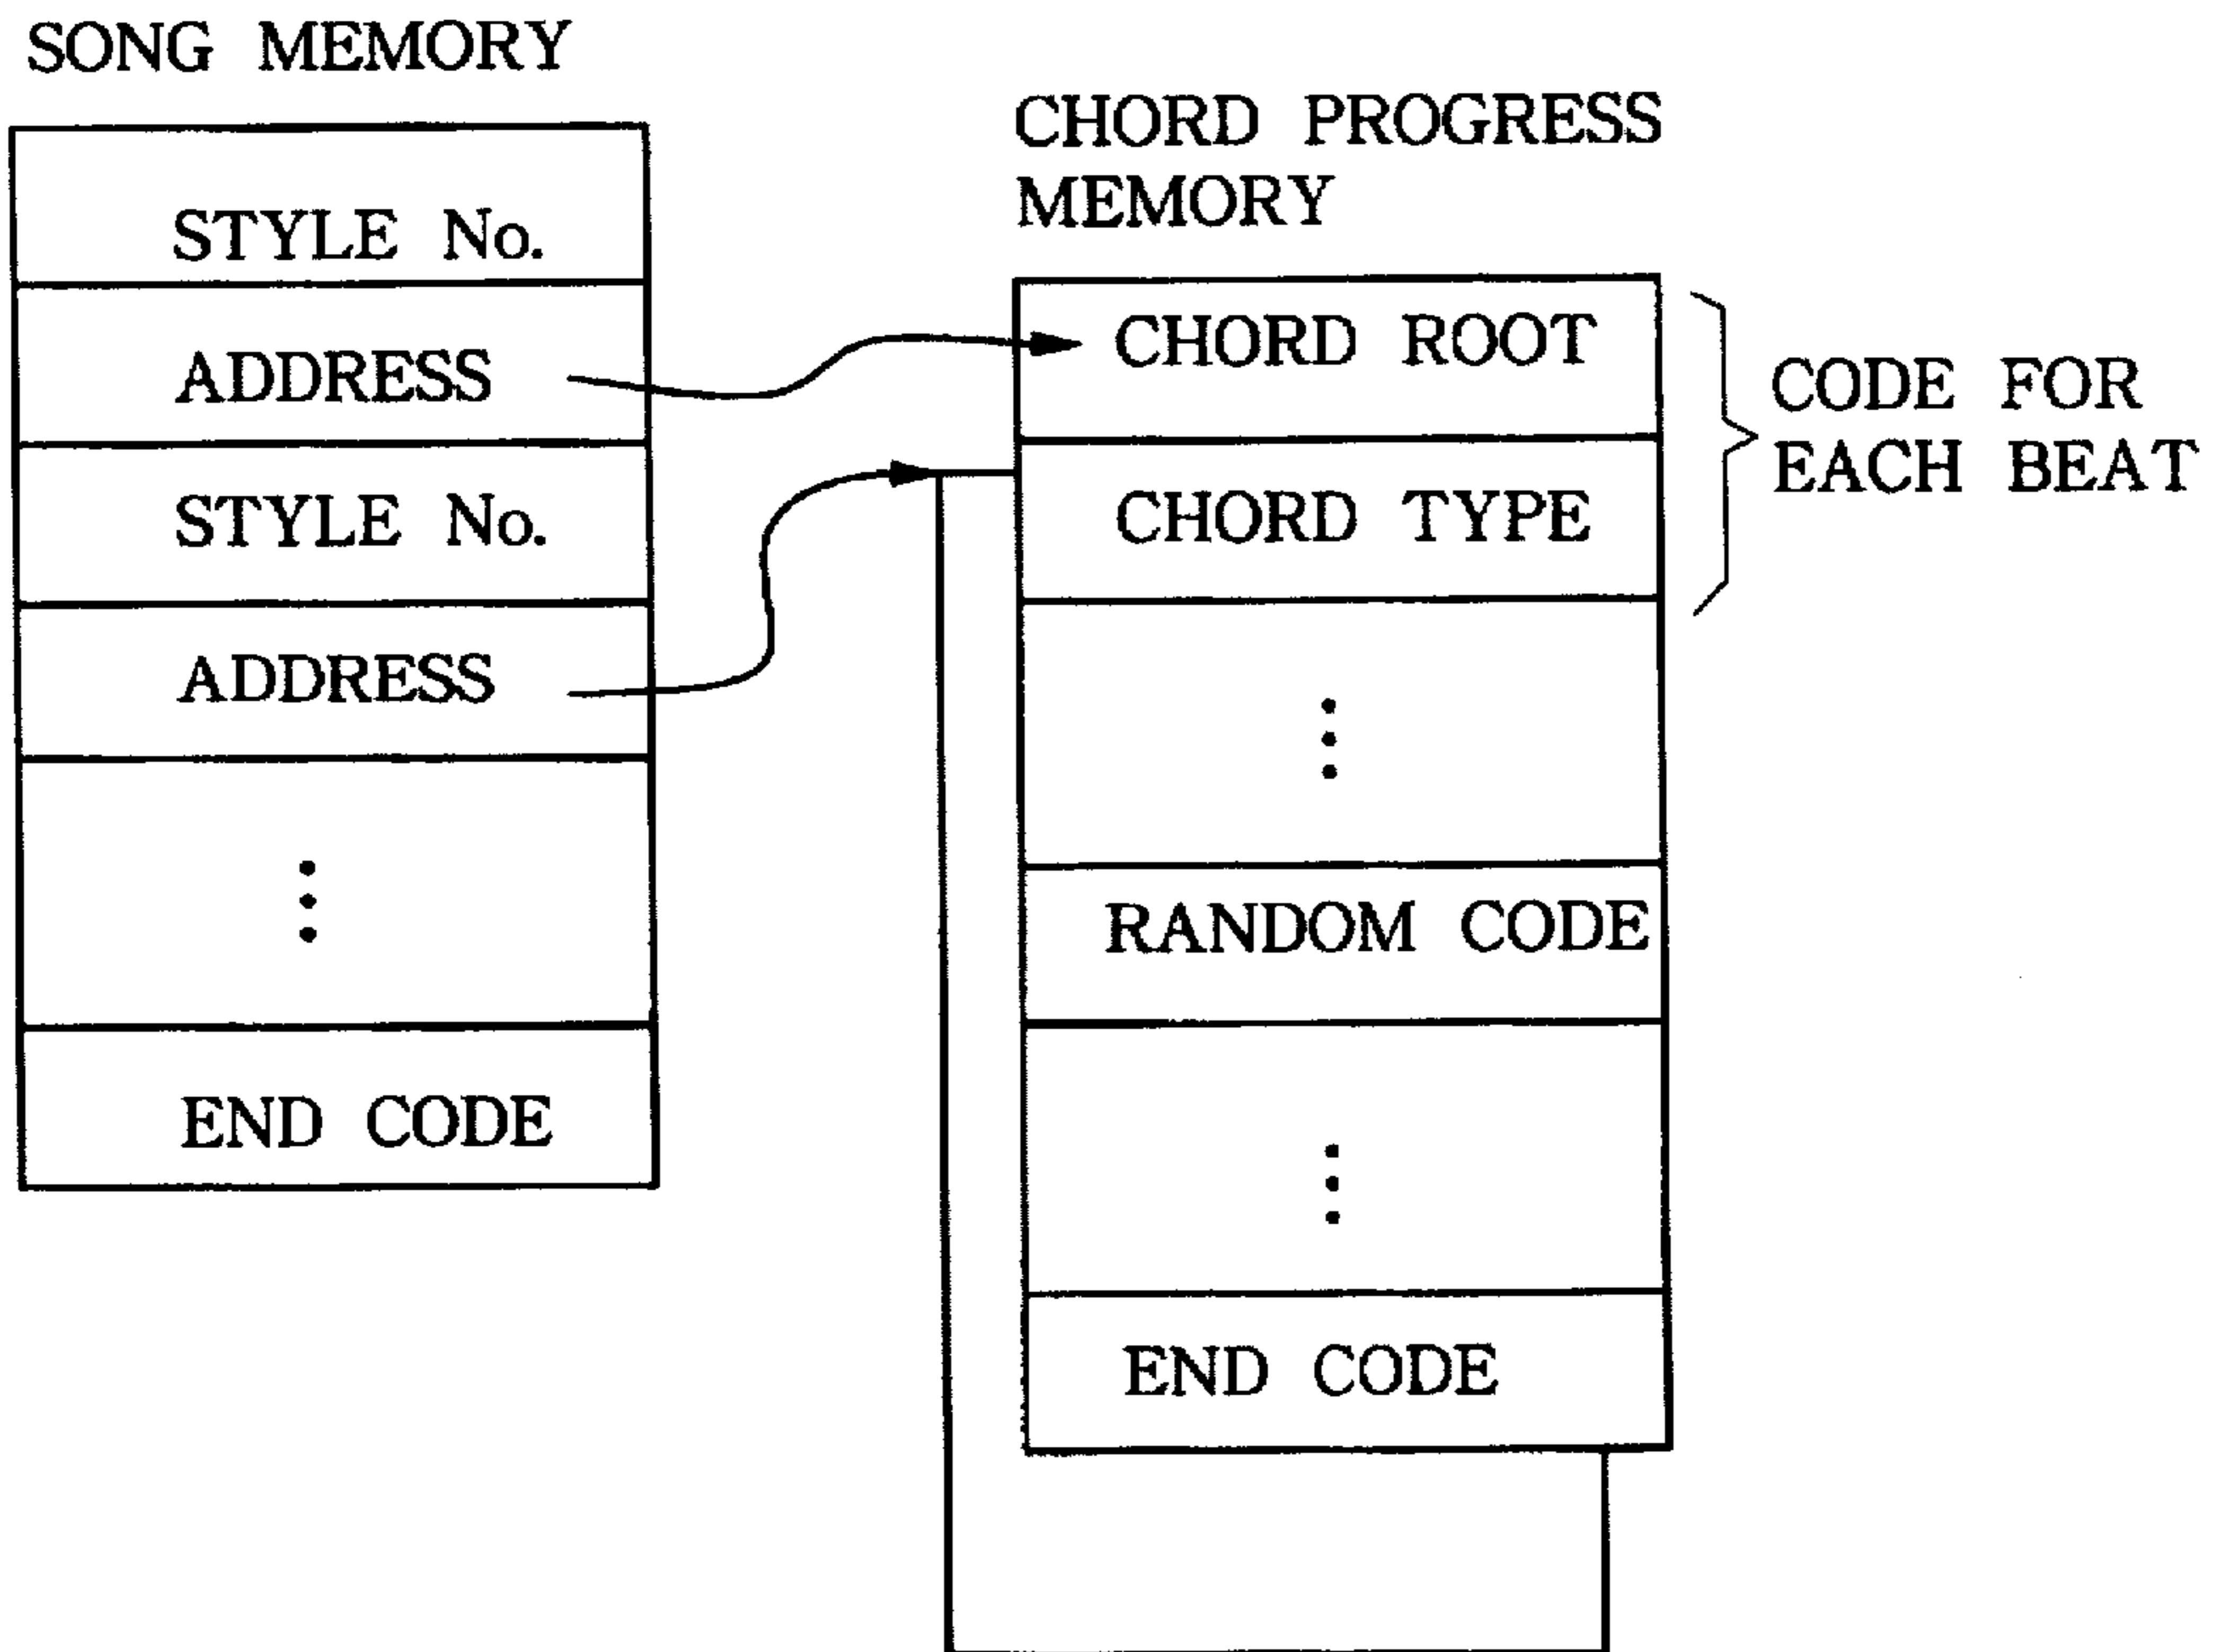 SONG MEMORY
STYLE No.
ADDRESS
STYLE No.
ADDRESS
END CODE
CHORD PROGRESS
MEMORY
CHORD ROOT
CHORD TYPE
RANDOM CODE
END CODE
CODE FOR
EACH BEAT